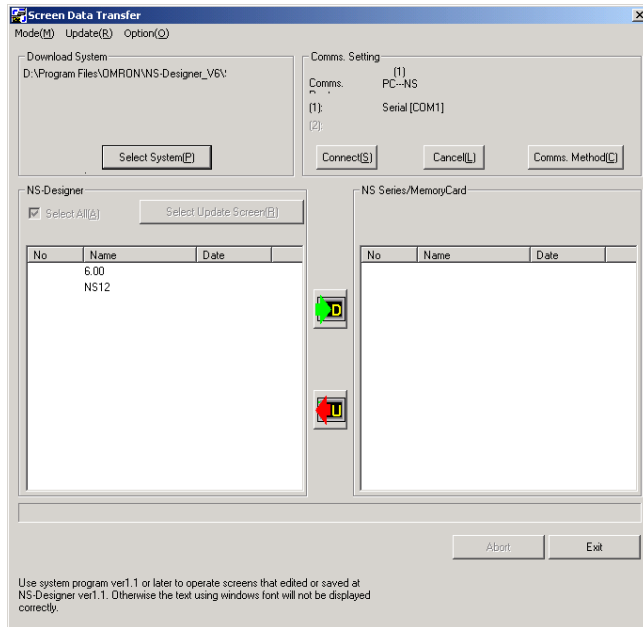 Screen Data Transfer
Mode(M) Update(R) Option(O)
Download System
D:\Program Files\OMRON\NS-Designer_V6\
Select System(P)
Comms. Setting
(1)
Comms. PC---NS
(1): Serial [COM1]
(2):
Connect(S) Cancel(L) Comms. Method(C)
NS-Designer
Select All(A) Select Update Screen(R)
No Name Date
6.00
NS12
D
U
NS Series/MemoryCard
No Name Date
Abort Exit
Use system program ver1.1 or later to operate screens that edited or saved at
NS-Designer ver1.1. Otherwise the text using windows font will not be displayed
correctly.